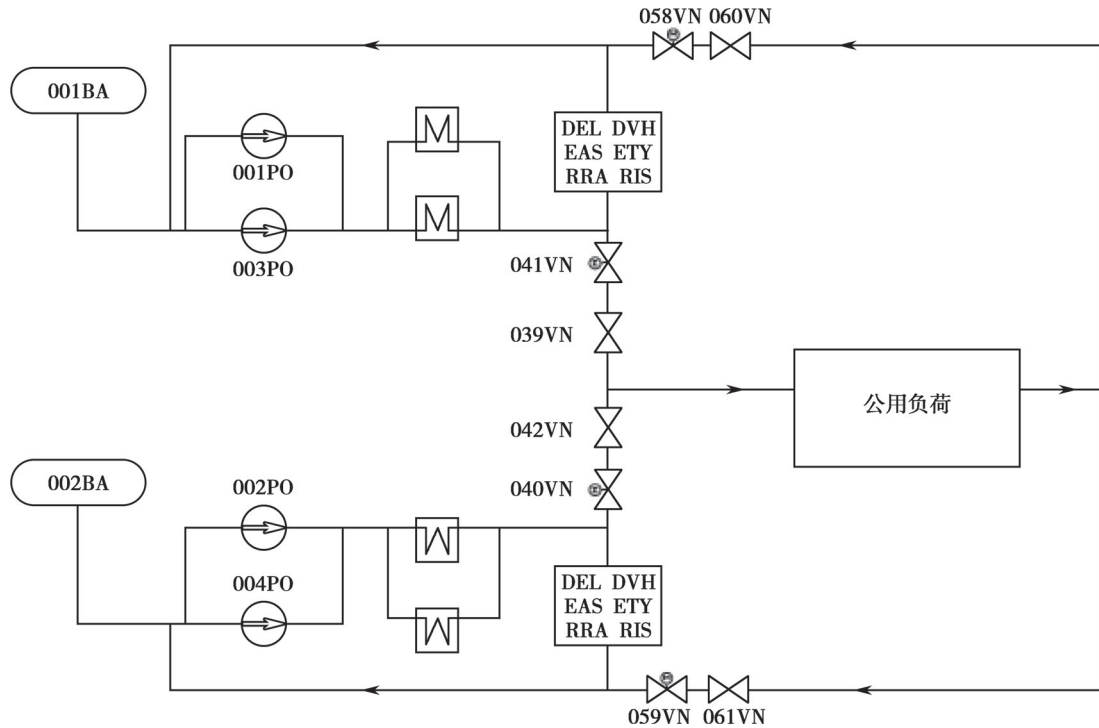 058VN 060VN
001BA
001PO
003PO
DEL DVH
EAS ETY
RRA RIS
041VN
039VN
公用负荷
042VN
040VN
002BA
002PO
004PO
DEL DVH
EAS ETY
RRA RIS
059VN 061VN